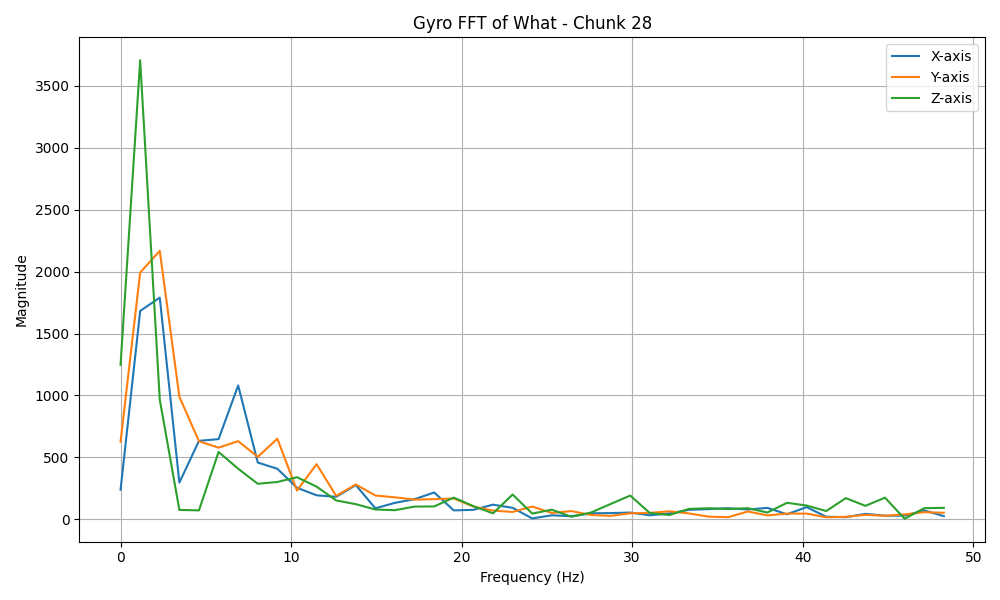 Gyro FFT of What - Chunk 28
X-axis
Y-axis
Z-axis
Magnitude
3500
3000
2500
2000
1500
1000
500
0
0 10 20 30 40 50
Frequency (Hz)